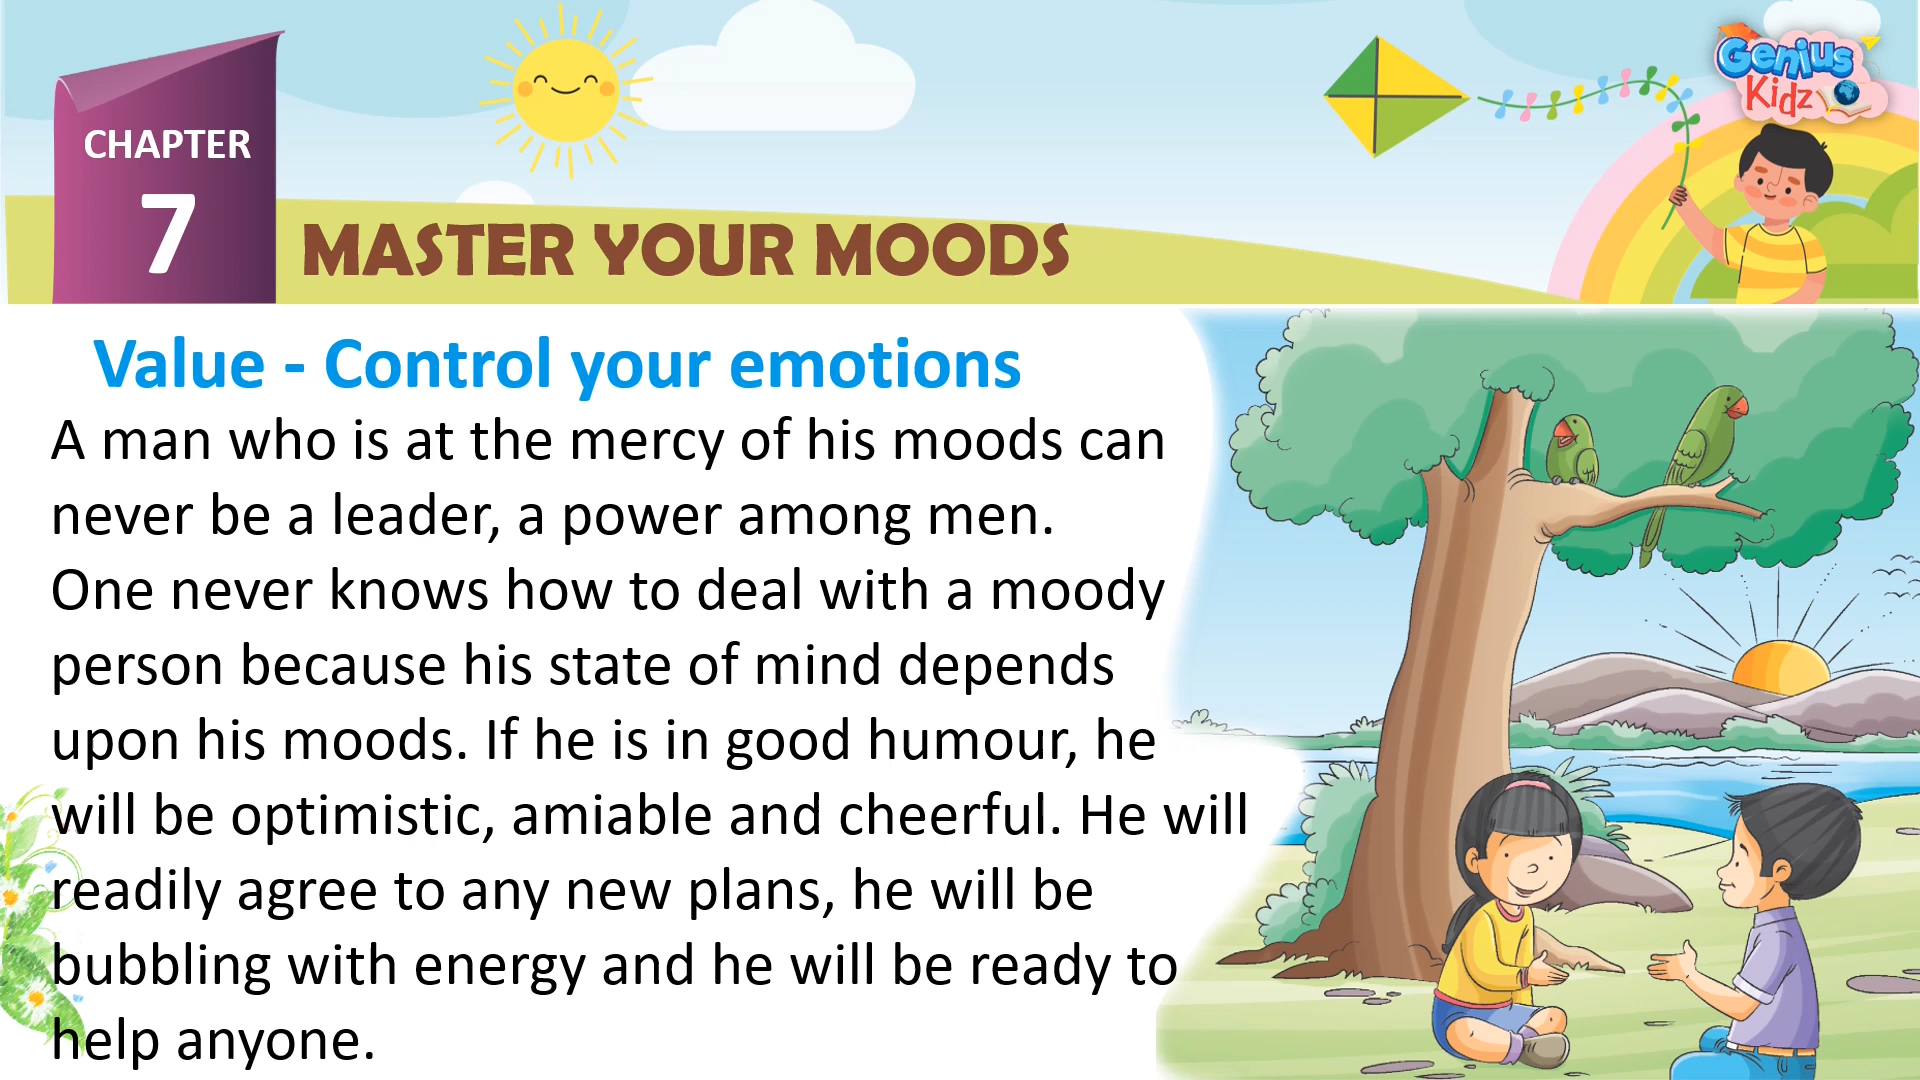 Genius
Kidz
CHAPTER
7
MASTER YOUR MOODS
Value - Control your emotions
A man who is at the mercy of his moods can
never be a leader, a power among men.
One never knows how to deal with a moody
person because his state of mind depends
upon his moods. If he is in good humour, he
will be optimistic, amiable and cheerful. He will
readily agree to any new plans, he will be
bubbling with energy and he will be ready to
help anyone.